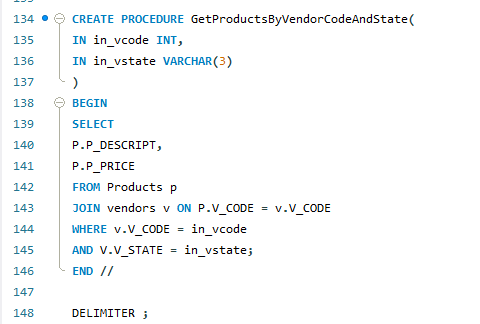 134 CREATE PROCEDURE GetProductsByVendorCodeAndState(
135 IN in_vcode INT,
136 IN in_vstate VARCHAR(3)
137 )
138 BEGIN
139 SELECT
140 P.P_DESCRIPT,
141 P.P_PRICE
142 FROM Products p
143 JOIN vendors v ON P.V_CODE = v.V_CODE
144 WHERE v.V_CODE = in_vcode
145 AND V.V_STATE = in_vstate;
146 END //
147
148 DELIMITER ;